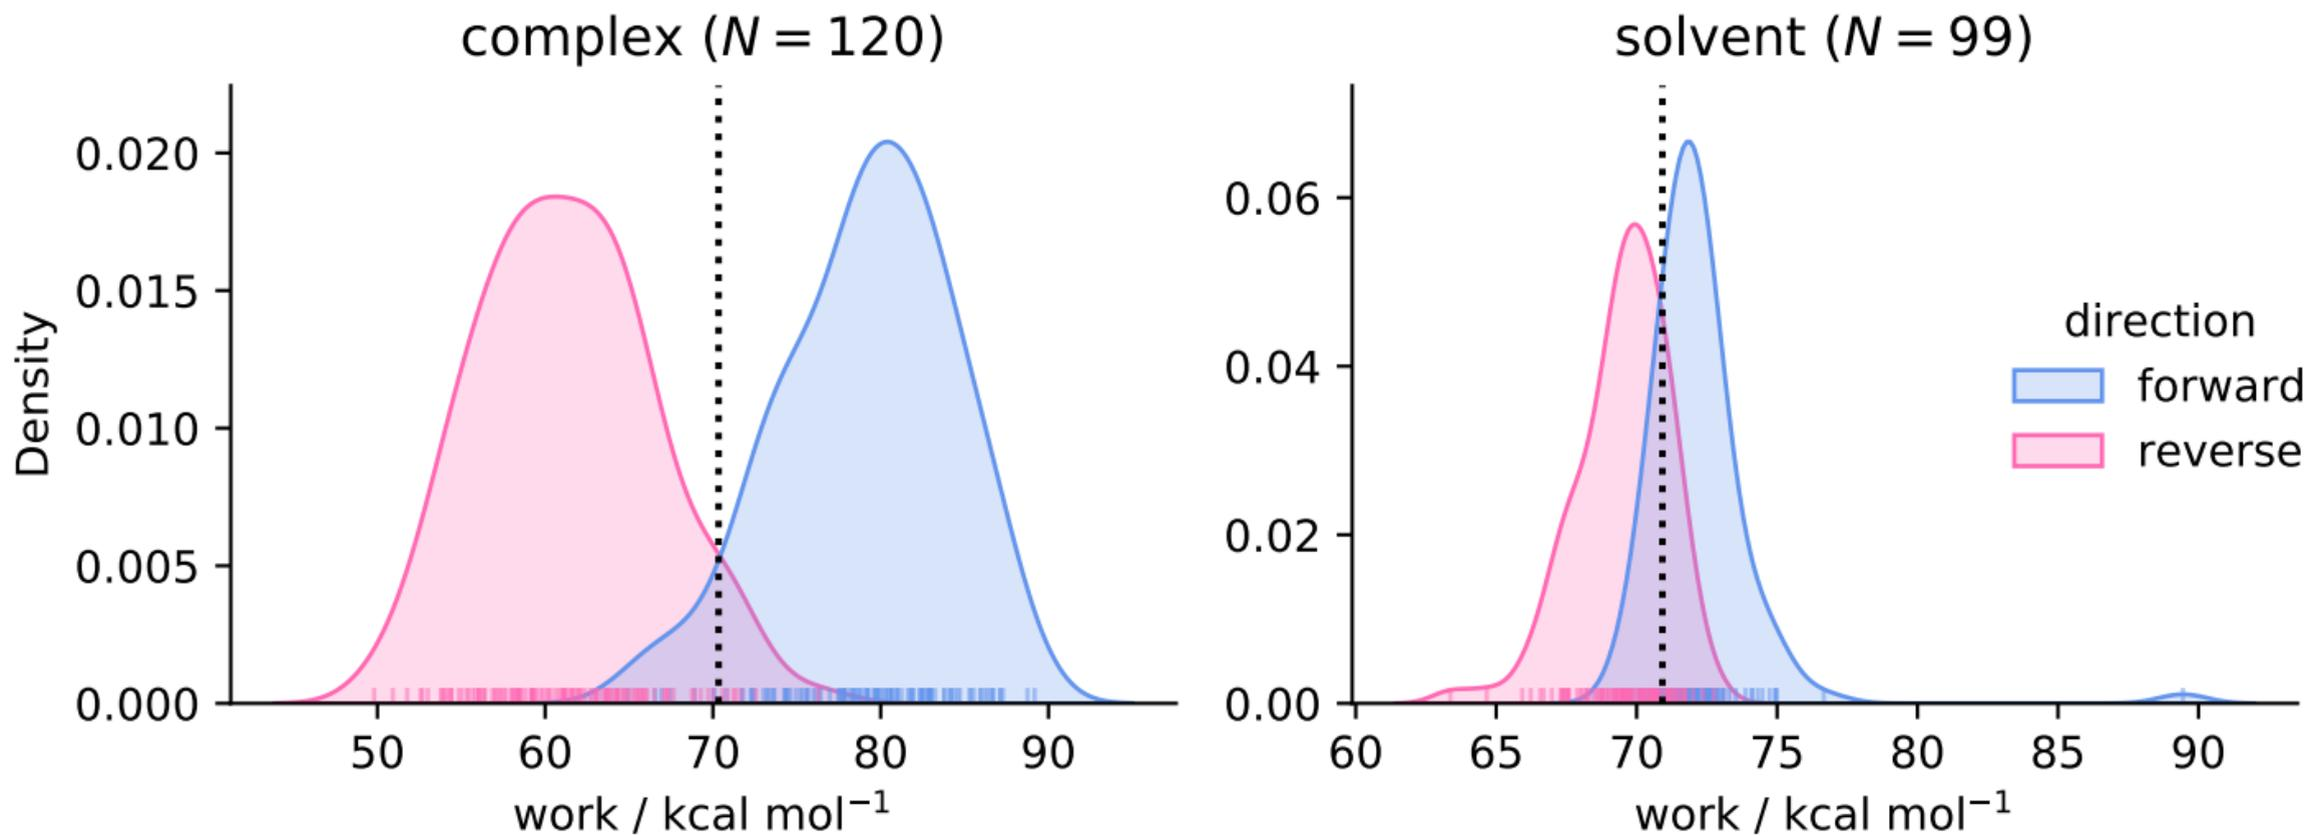 complex (N = 120)
0.020
0.015
0.010
0.005
0.000
Density
50 60 70 80 90
work / kcal mol⁻¹
solvent (N = 99)
0.06
0.04
0.02
0.00
60 65 70 75 80 85 90
work / kcal mol⁻¹
direction
forward
reverse